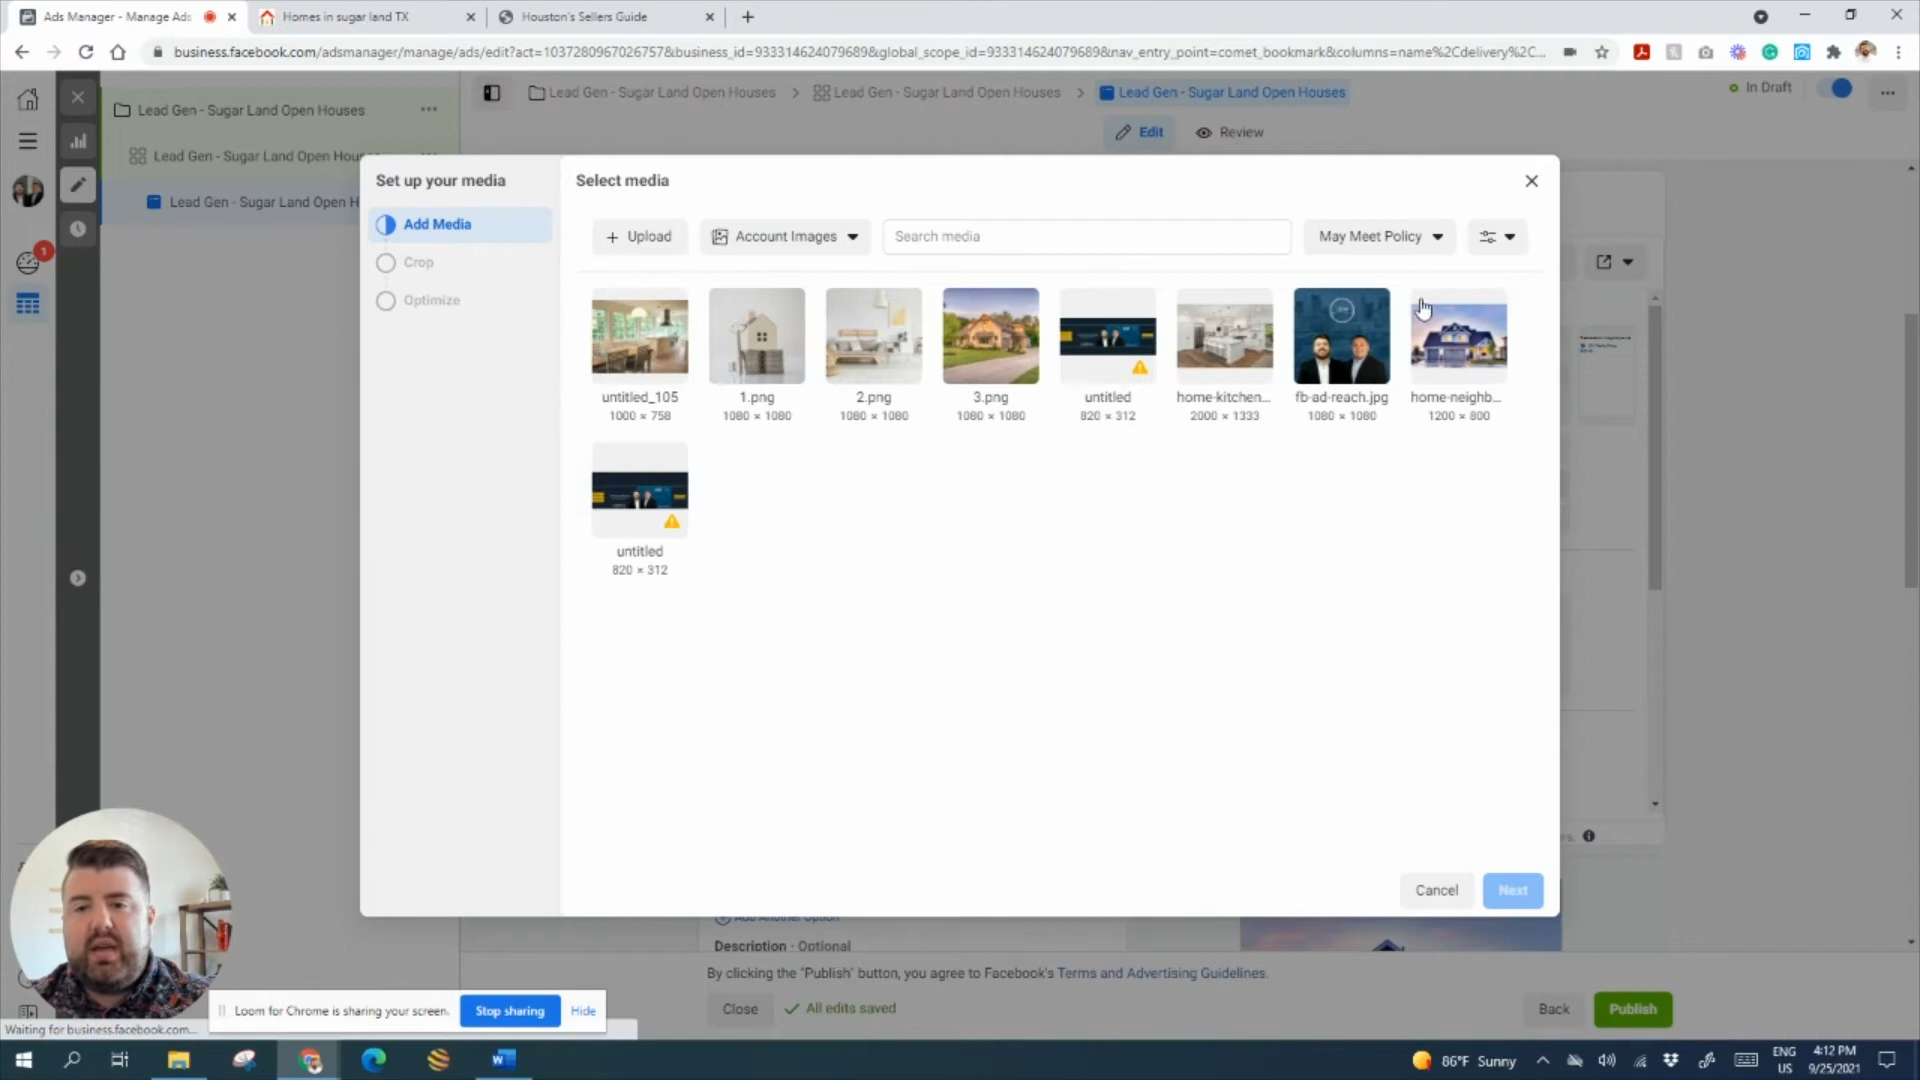 Ads Manager - Manage Ads
Homes in sugar land TX
Houston's Sellers Guide
business.facebook.com/adsmanager/manage/ads/edit?act=1037280967026757&business_id=933314624079689&global_scope_id=933314624079689&nav_entry_point=comet_bookmark&columns=name%2Cdelivery%2C...
Lead Gen - Sugar Land Open Houses
Lead Gen - Sugar Land Open Houses
Lead Gen - Sugar Land Open Houses
In Draft
Lead Gen - Sugar Land Open Houses
Edit
Review
Lead Gen - Sugar Land Open Hou
Lead Gen - Sugar Land Open H
1
Set up your media
Add Media
Crop
Optimize
Select media
Upload
Account Images
Search media
May Meet Policy
untitled_105
1000 × 758
1.png
1080 × 1080
2.png
1080 × 1080
3.png
1080 × 1080
untitled
820 × 312
home-kitchen...
2000 × 1333
fb-ad-reach.jpg
1080 × 1080
home-neighb...
1200 × 800
untitled
820 × 312
Cancel
Next
Add Another Option
Description · Optional
By clicking the "Publish" button, you agree to Facebook's Terms and Advertising Guidelines.
Close
All edits saved
Back
Publish
Loom for Chrome is sharing your screen.
Stop sharing
Hide
Waiting for business.facebook.com...
86°F Sunny
ENG
US
4:12 PM
9/25/2021